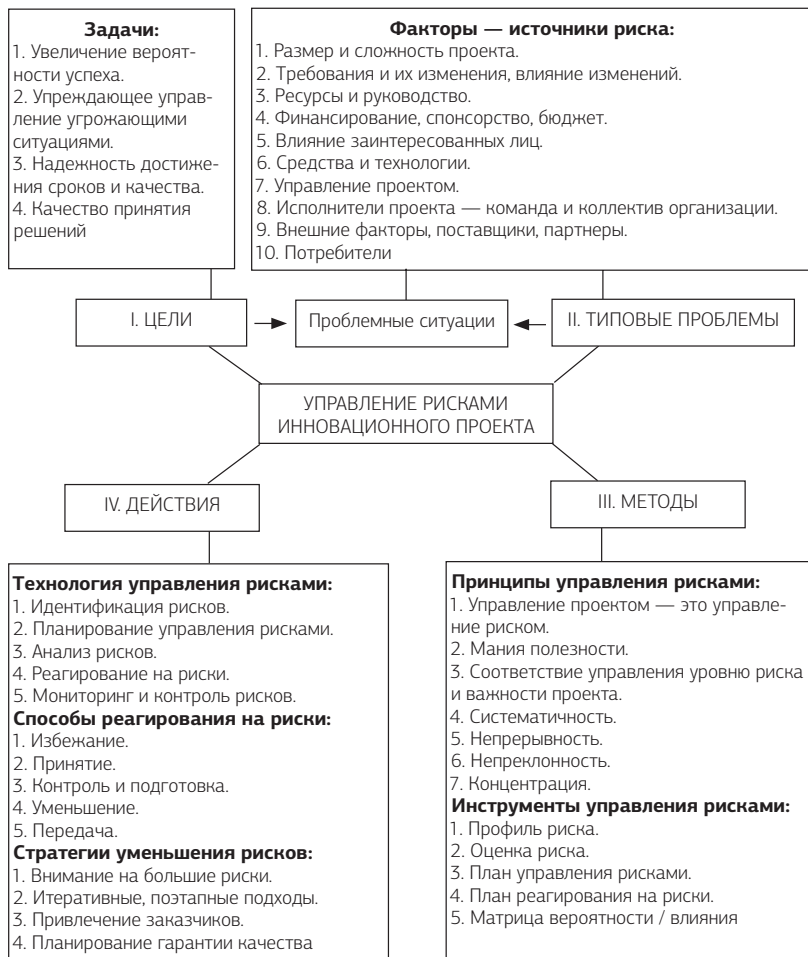 Задачи:
1. Увеличение вероят-
ности успеха.
2. Упреждающее управ-
ление угрожающими
ситуациями.
3. Надежность достиже-
ния сроков и качества.
4. Качество принятия
решений
Факторы — источники риска:
1. Размер и сложность проекта.
2. Требования и их изменения, влияние изменений.
3. Ресурсы и руководство.
4. Финансирование, спонсорство, бюджет.
5. Влияние заинтересованных лиц.
6. Средства и технологии.
7. Управление проектом.
8. Исполнители проекта — команда и коллектив организации.
9. Внешние факторы, поставщики, партнеры.
10. Потребители
I. ЦЕЛИ
Проблемные ситуации
II. ТИПОВЫЕ ПРОБЛЕМЫ
УПРАВЛЕНИЕ РИСКАМИ
ИННОВАЦИОННОГО ПРОЕКТА
IV. ДЕЙСТВИЯ
III. МЕТОДЫ
Технология управления рисками:
1. Идентификация рисков.
2. Планирование управления рисками.
3. Анализ рисков.
4. Реагирование на риски.
5. Мониторинг и контроль рисков.
Способы реагирования на риски:
1. Избежание.
2. Принятие.
3. Контроль и подготовка.
4. Уменьшение.
5. Передача.
Стратегии уменьшения рисков:
1. Внимание на большие риски.
2. Итеративные, поэтапные подходы.
3. Привлечение заказчиков.
4. Планирование гарантии качества
Принципы управления рисками:
1. Управление проектом — это управле-
ние риском.
2. Мания полезности.
3. Соответствие управления уровню риска
и важности проекта.
4. Систематичность.
5. Непрерывность.
6. Непреклонность.
7. Концентрация.
Инструменты управления рисками:
1. Профиль риска.
2. Оценка риска.
3. План управления рисками.
4. План реагирования на риски.
5. Матрица вероятности / влияния